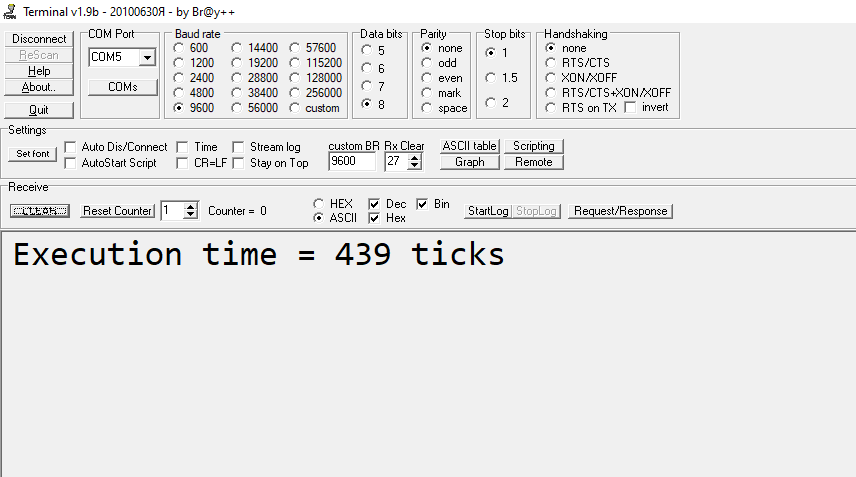 Terminal v1.9b - 20100630Я - by Br@y++
Disconnect
ReScan
Help
About..
Quit
COM Port
COM5
COMs
Baud rate
600 14400 57600
1200 19200 115200
2400 28800 128000
4800 38400 256000
9600 56000 custom
Data bits
5
6
7
8
Parity
none
odd
even
mark
space
Stop bits
1
1.5
2
Handshaking
none
RTS/CTS
XON/XOFF
RTS/CTS+XON/XOFF
RTS on TX invert
Settings
Set font
Auto Dis/Connect Time Stream log
AutoStart Script CR=LF Stay on Top
custom BR Rx Clear
9600 27
ASCII table Scripting
Graph Remote
Receive
CLEAR Reset Counter 1 Counter = 0
HEX Dec Bin
ASCII Hex
StartLog StopLog Request/Response
Execution time = 439 ticks